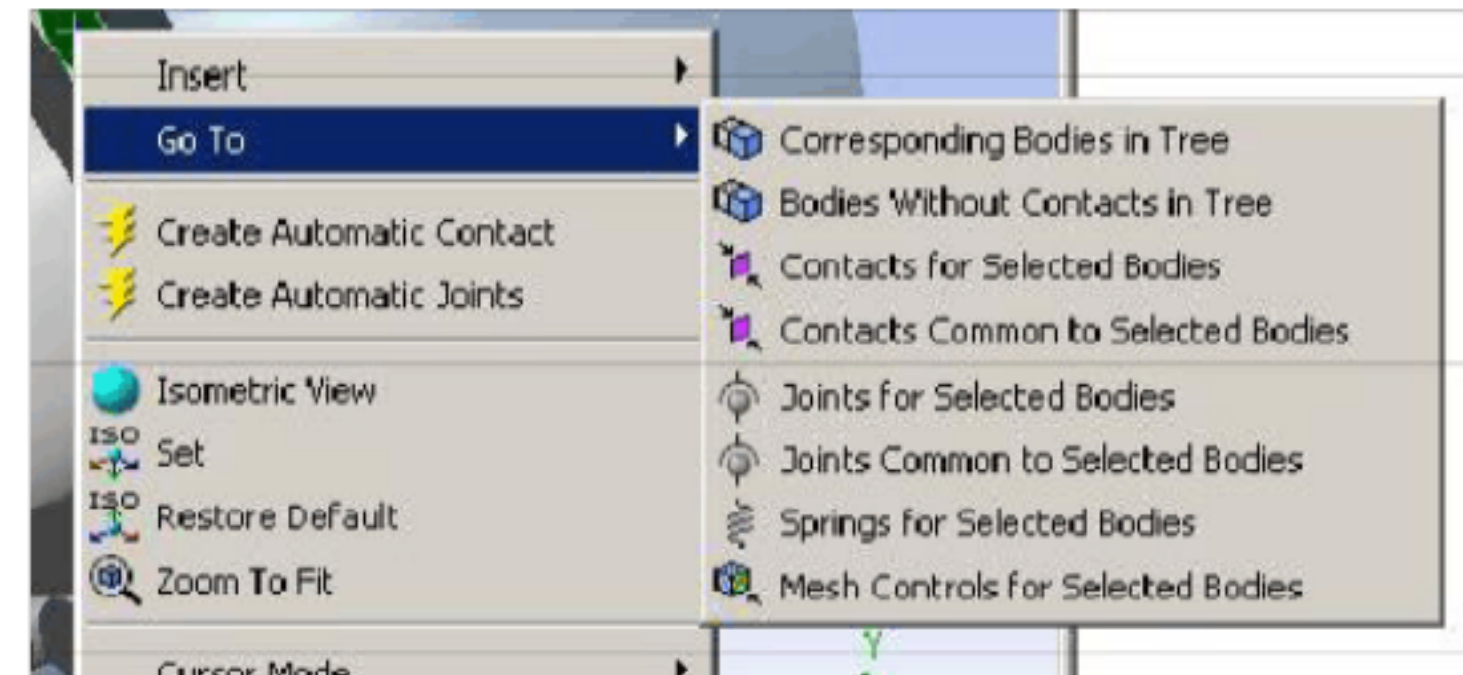 Insert
Go To
Create Automatic Contact
Create Automatic Joints
Isometric View
ISO
Set
ISO
Restore Default
Zoom To Fit
Cursor Mode
Corresponding Bodies in Tree
Bodies Without Contacts in Tree
Contacts for Selected Bodies
Contacts Common to Selected Bodies
Joints for Selected Bodies
Joints Common to Selected Bodies
Springs for Selected Bodies
Mesh Controls for Selected Bodies
Y